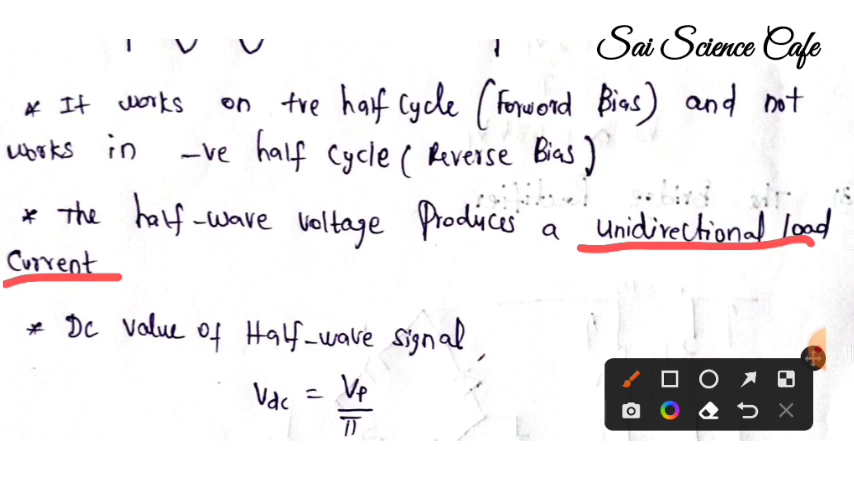 Sai Science Cafe
* It works on +ve half cycle (Forword Bias) and not
works in -ve half cycle ( Reverse Bias)
* The half-wave voltage Produces a unidirectional load
Current
* Dc value of Half-wave signal,
Vdc = Vp/π